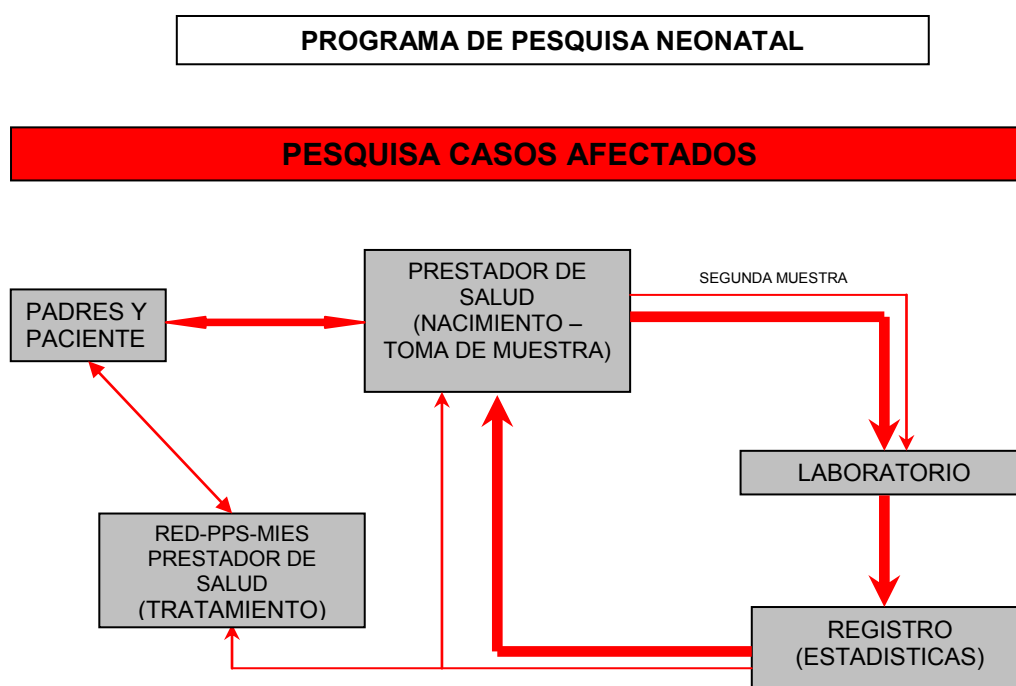 PROGRAMA DE PESQUISA NEONATAL
PESQUISA CASOS AFECTADOS
PRESTADOR DE
SALUD
(NACIMIENTO –
TOMA DE MUESTRA)
SEGUNDA MUESTRA
PADRES Y
PACIENTE
LABORATORIO
RED-PPS-MIES
PRESTADOR DE
SALUD
(TRATAMIENTO)
REGISTRO
(ESTADISTICAS)